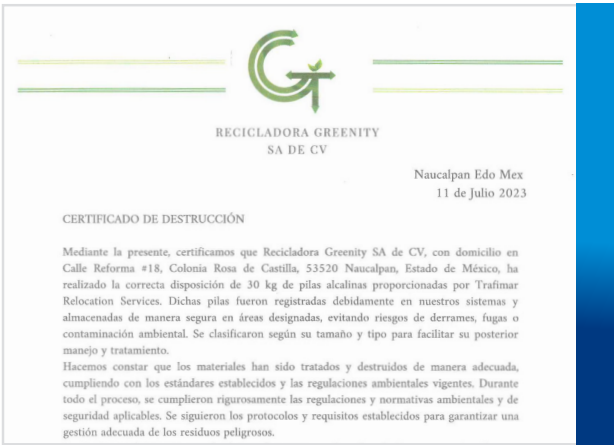 RECICLADORA GREENITY
SA DE CV
Naucalpan Edo Mex
11 de Julio 2023
CERTIFICADO DE DESTRUCCIÓN
Mediante la presente, certificamos que Recicladora Greenity SA de CV, con domicilio en
Calle Reforma #18, Colonia Rosa de Castilla, 53520 Naucalpan, Estado de México, ha
realizado la correcta disposición de 30 kg de pilas alcalinas proporcionadas por Trafimar
Relocation Services. Dichas pilas fueron registradas debidamente en nuestros sistemas y
almacenadas de manera segura en áreas designadas, evitando riesgos de derrames, fugas o
contaminación ambiental. Se clasificaron según su tamaño y tipo para facilitar su posterior
manejo y tratamiento.
Hacemos constar que los materiales han sido tratados y destruidos de manera adecuada,
cumpliendo con los estándares establecidos y las regulaciones ambientales vigentes. Durante
todo el proceso, se cumplieron rigurosamente las regulaciones y normativas ambientales y de
seguridad aplicables. Se siguieron los protocolos y requisitos establecidos para garantizar una
gestión adecuada de los residuos peligrosos.